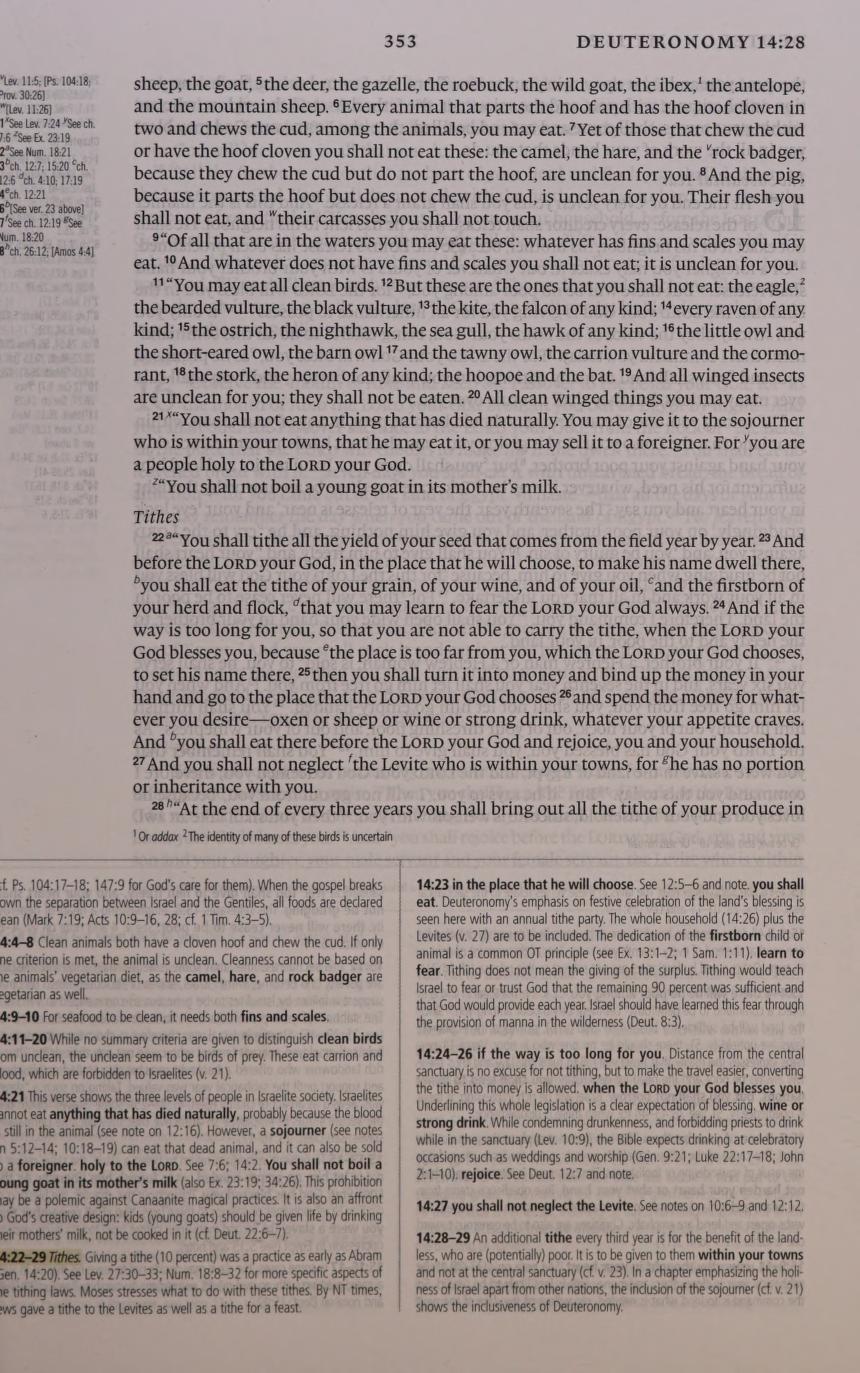 353 DEUTERONOMY 14:28
ᵛLev. 11:5; [Ps. 104:18;
Prov. 30:26]
ʷ[Lev. 11:26]
1 ˣSee Lev. 7:24 ʸSee ch.
7:6 ᶻSee Ex. 23:19
2 ᵃSee Num. 18:21
3 ᵇch. 12:7; 15:20 ᶜch.
12:6 ᵈch. 4:10; 17:19
4 ᵉch. 12:21
6 ᵇ[See ver. 23 above]
7 ᶠSee ch. 12:19 ᵍSee
Num. 18:20
8 ʰch. 26:12; [Amos 4:4]
sheep, the goat, ⁵the deer, the gazelle, the roebuck, the wild goat, the ibex,¹ the antelope,
and the mountain sheep. ⁶Every animal that parts the hoof and has the hoof cloven in
two and chews the cud, among the animals, you may eat. ⁷Yet of those that chew the cud
or have the hoof cloven you shall not eat these: the camel, the hare, and the ᵛrock badger,
because they chew the cud but do not part the hoof, are unclean for you. ⁸And the pig,
because it parts the hoof but does not chew the cud, is unclean for you. Their flesh you
shall not eat, and ʷtheir carcasses you shall not touch.
⁹“Of all that are in the waters you may eat these: whatever has fins and scales you may
eat. ¹⁰And whatever does not have fins and scales you shall not eat; it is unclean for you.
¹¹“You may eat all clean birds. ¹²But these are the ones that you shall not eat: the eagle,²
the bearded vulture, the black vulture, ¹³the kite, the falcon of any kind; ¹⁴every raven of any
kind; ¹⁵the ostrich, the nighthawk, the sea gull, the hawk of any kind; ¹⁶the little owl and
the short-eared owl, the barn owl ¹⁷and the tawny owl, the carrion vulture and the cormo-
rant, ¹⁸the stork, the heron of any kind; the hoopoe and the bat. ¹⁹And all winged insects
are unclean for you; they shall not be eaten. ²⁰All clean winged things you may eat.
²¹ˣ“You shall not eat anything that has died naturally. You may give it to the sojourner
who is within your towns, that he may eat it, or you may sell it to a foreigner. For ʸyou are
a people holy to the LORD your God.
ᶻ“You shall not boil a young goat in its mother’s milk.
Tithes
²²ᵃ“You shall tithe all the yield of your seed that comes from the field year by year. ²³And
before the LORD your God, in the place that he will choose, to make his name dwell there,
ᵇyou shall eat the tithe of your grain, of your wine, and of your oil, ᶜand the firstborn of
your herd and flock, ᵈthat you may learn to fear the LORD your God always. ²⁴And if the
way is too long for you, so that you are not able to carry the tithe, when the LORD your
God blesses you, because ᵉthe place is too far from you, which the LORD your God chooses,
to set his name there, ²⁵then you shall turn it into money and bind up the money in your
hand and go to the place that the LORD your God chooses ²⁶and spend the money for what-
ever you desire—oxen or sheep or wine or strong drink, whatever your appetite craves.
And ᵇyou shall eat there before the LORD your God and rejoice, you and your household.
²⁷And you shall not neglect ᶠthe Levite who is within your towns, for ᵍhe has no portion
or inheritance with you.
²⁸ʰ“At the end of every three years you shall bring out all the tithe of your produce in
¹ Or addax ² The identity of many of these birds is uncertain
f. Ps. 104:17–18; 147:9 for God’s care for them). When the gospel breaks
own the separation between Israel and the Gentiles, all foods are declared
ean (Mark 7:19; Acts 10:9–16, 28; cf. 1 Tim. 4:3–5).
4:4–8 Clean animals both have a cloven hoof and chew the cud. If only
ne criterion is met, the animal is unclean. Cleanness cannot be based on
ne animals’ vegetarian diet, as the camel, hare, and rock badger are
egetarian as well.
4:9–10 For seafood to be clean, it needs both fins and scales.
4:11–20 While no summary criteria are given to distinguish clean birds
om unclean, the unclean seem to be birds of prey. These eat carrion and
lood, which are forbidden to Israelites (v. 21).
4:21 This verse shows the three levels of people in Israelite society. Israelites
annot eat anything that has died naturally, probably because the blood
still in the animal (see note on 12:16). However, a sojourner (see notes
n 5:12–14; 10:18–19) can eat that dead animal, and it can also be sold
o a foreigner. holy to the LORD. See 7:6; 14:2. You shall not boil a
oung goat in its mother’s milk (also Ex. 23:19; 34:26). This prohibition
ay be a polemic against Canaanite magical practices. It is also an affront
o God’s creative design: kids (young goats) should be given life by drinking
eir mothers’ milk, not be cooked in it (cf. Deut. 22:6–7).
4:22–29 Tithes. Giving a tithe (10 percent) was a practice as early as Abram
Gen. 14:20). See Lev. 27:30–33; Num. 18:8–32 for more specific aspects of
ne tithing laws. Moses stresses what to do with these tithes. By NT times,
ews gave a tithe to the Levites as well as a tithe for a feast.
14:23 in the place that he will choose. See 12:5–6 and note. you shall
eat. Deuteronomy’s emphasis on festive celebration of the land’s blessing is
seen here with an annual tithe party. The whole household (14:26) plus the
Levites (v. 27) are to be included. The dedication of the firstborn child or
animal is a common OT principle (see Ex. 13:1–2; 1 Sam. 1:11). learn to
fear. Tithing does not mean the giving of the surplus. Tithing would teach
Israel to fear or trust God that the remaining 90 percent was sufficient and
that God would provide each year. Israel should have learned this fear through
the provision of manna in the wilderness (Deut. 8:3).
14:24–26 if the way is too long for you. Distance from the central
sanctuary is no excuse for not tithing, but to make the travel easier, converting
the tithe into money is allowed. when the LORD your God blesses you.
Underlining this whole legislation is a clear expectation of blessing. wine or
strong drink. While condemning drunkenness, and forbidding priests to drink
while in the sanctuary (Lev. 10:9), the Bible expects drinking at celebratory
occasions such as weddings and worship (Gen. 9:21; Luke 22:17–18; John
2:1–10). rejoice. See Deut. 12:7 and note.
14:27 you shall not neglect the Levite. See notes on 10:6–9 and 12:12.
14:28–29 An additional tithe every third year is for the benefit of the land-
less, who are (potentially) poor. It is to be given to them within your towns
and not at the central sanctuary (cf. v. 23). In a chapter emphasizing the holi-
ness of Israel apart from other nations, the inclusion of the sojourner (cf. v. 21)
shows the inclusiveness of Deuteronomy.